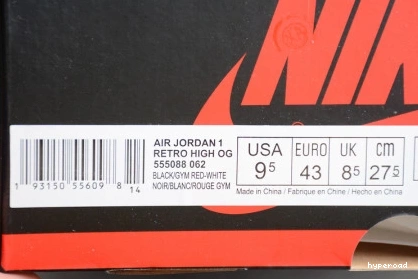 NIK
AIR JORDAN 1
RETRO HIGH OG
555088 062
BLACK/GYM RED-WHITE
NOIR/BLANC/ROUGE GYM
1 93150 55609 8 14
USA EURO UK cm
9 5 43 8 5 27 5
Made in China / Fabriqué en Chine / Hecho en China
hyperoad